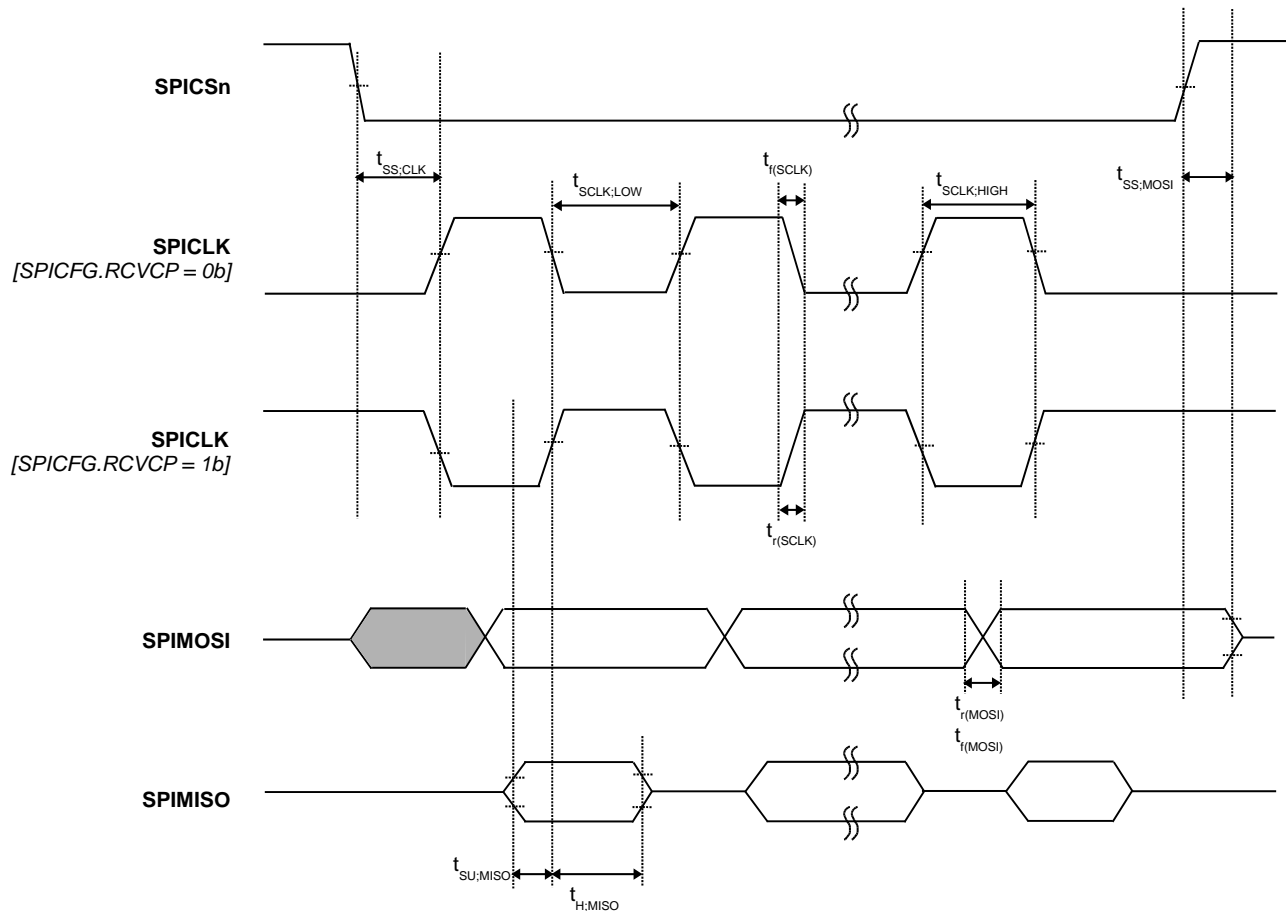 SPICSn
t_SS;CLK
t_SCLK;LOW
t_f(SCLK)
t_SCLK;HIGH
t_SS;MOSI
SPICLK
[SPICFG.RCVCP = 0b]
SPICLK
[SPICFG.RCVCP = 1b]
t_r(SCLK)
SPIMOSI
t_r(MOSI)
t_f(MOSI)
SPIMISO
t_SU;MISO
t_H;MISO